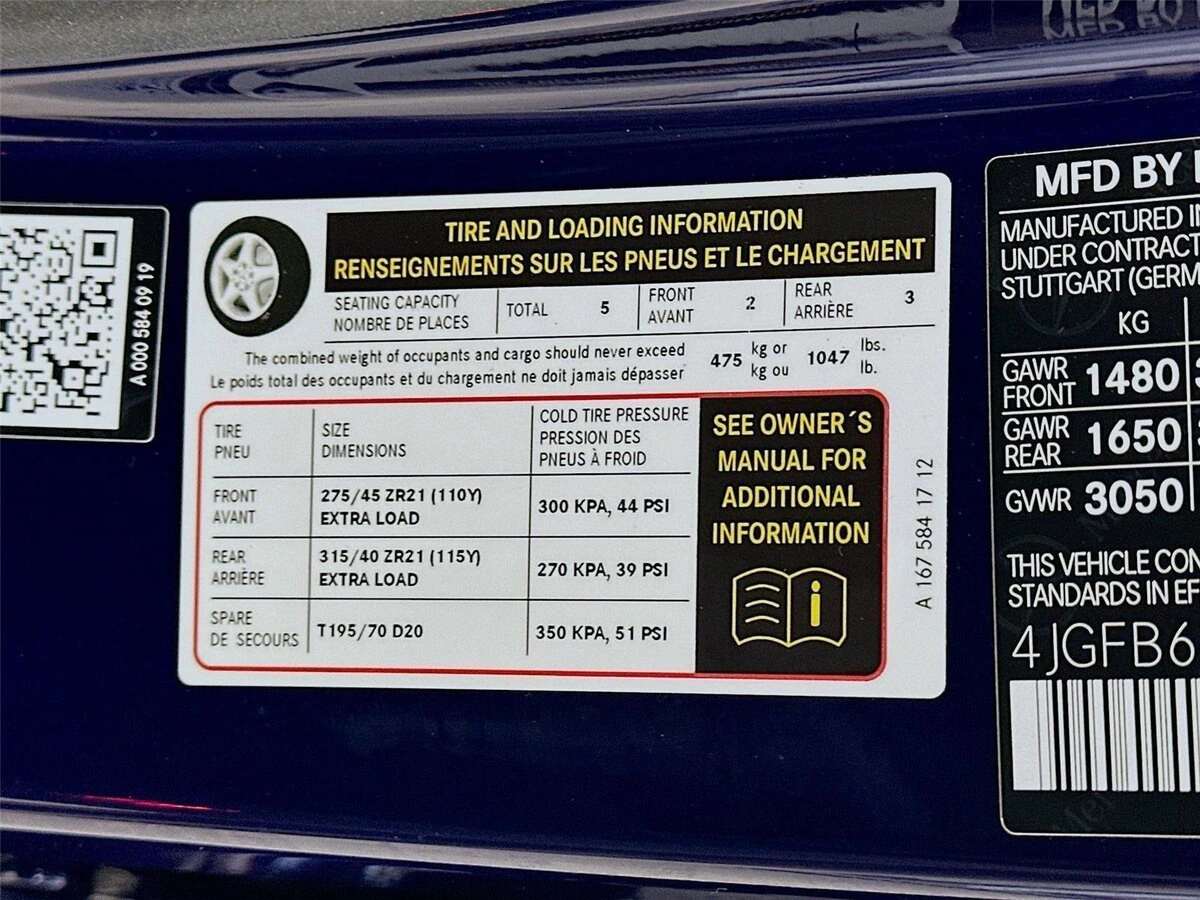 A 000 584 09 19
TIRE AND LOADING INFORMATION
RENSEIGNEMENTS SUR LES PNEUS ET LE CHARGEMENT
SEATING CAPACITY
NOMBRE DE PLACES
TOTAL 5
FRONT
AVANT
2
REAR
ARRIÈRE
3
The combined weight of occupants and cargo should never exceed
Le poids total des occupants et du chargement ne doit jamais dépasser
475 kg or
kg ou
1047 lbs.
lb.
TIRE
PNEU
SIZE
DIMENSIONS
COLD TIRE PRESSURE
PRESSION DES
PNEUS À FROID
FRONT
AVANT
275/45 ZR21 (110Y)
EXTRA LOAD
300 KPA, 44 PSI
REAR
ARRIÈRE
315/40 ZR21 (115Y)
EXTRA LOAD
270 KPA, 39 PSI
SPARE
DE SECOURS
T195/70 D20
350 KPA, 51 PSI
SEE OWNER´S
MANUAL FOR
ADDITIONAL
INFORMATION
A 167 584 17 12
MFD BY
MANUFACTURED
UNDER CONTRACT
STUTTGART (GERM
KG
GAWR
FRONT
1480
GAWR
REAR
1650
GVWR 3050
THIS VEHICLE CON
STANDARDS IN EF
4JGFB6